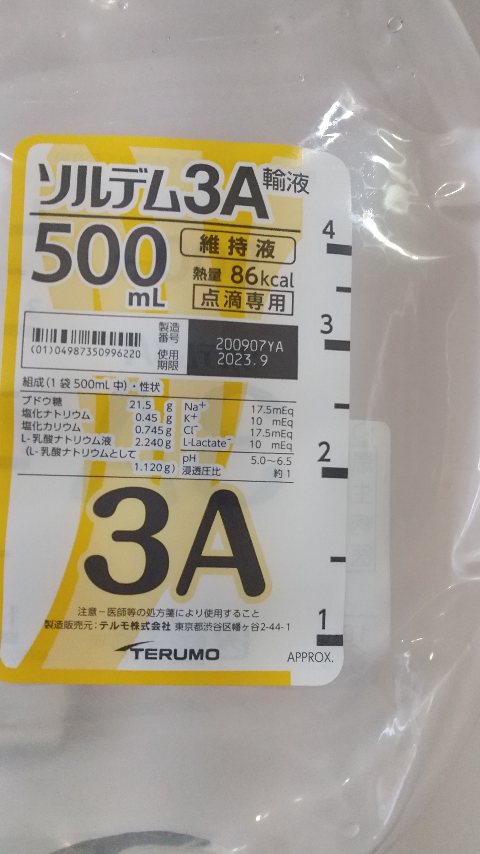 ソルデム3A輸液
500mL
維持液
熱量 86kcal
点滴専用
(01)04987350996220
製造番号 200907YA
使用期限 2023.9
組成(1袋500mL中)・性状
ブドウ糖 21.5 g
塩化ナトリウム 0.45 g
塩化カリウム 0.745 g
L-乳酸ナトリウム液 2.240 g
(L-乳酸ナトリウムとして
1.120 g)
Na⁺ 17.5mEq
K⁺ 10 mEq
Cl⁻ 17.5mEq
L-Lactate⁻ 10 mEq
pH 5.0～6.5
浸透圧比 約1
3A
注意－医師等の処方箋により使用すること
製造販売元：テルモ株式会社 東京都渋谷区幡ヶ谷2-44-1
TERUMO
4
3
2
1
APPROX.